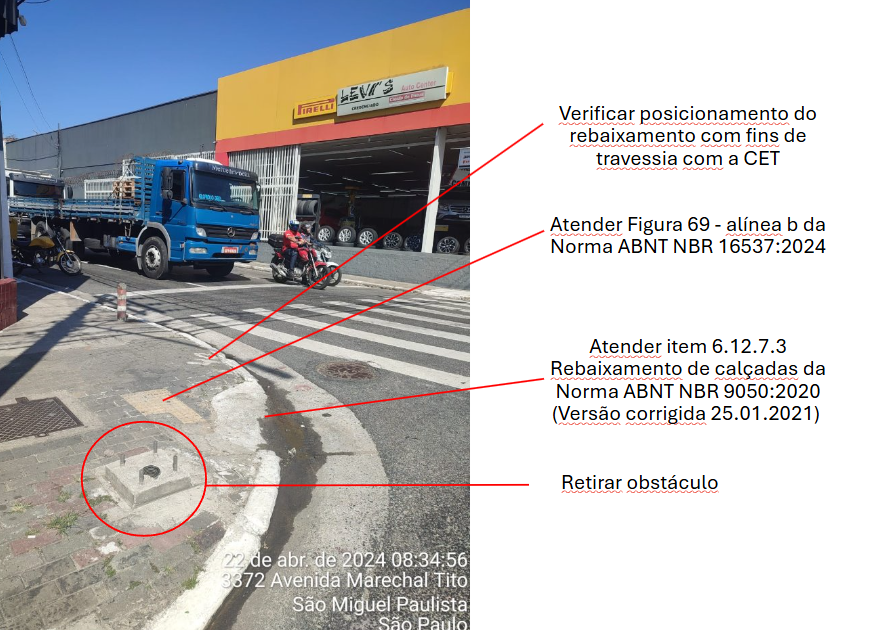 PIRELLI
LEVI'S
Auto Center
CREDENCIADO
Verificar posicionamento do
rebaixamento com fins de
travessia com a CET
Atender Figura 69 - alínea b da
Norma ABNT NBR 16537:2024
Atender item 6.12.7.3
Rebaixamento de calçadas da
Norma ABNT NBR 9050:2020
(Versão corrigida 25.01.2021)
Retirar obstáculo
22 de abr. de 2024 08:34:56
3372 Avenida Marechal Tito
São Miguel Paulista
São Paulo